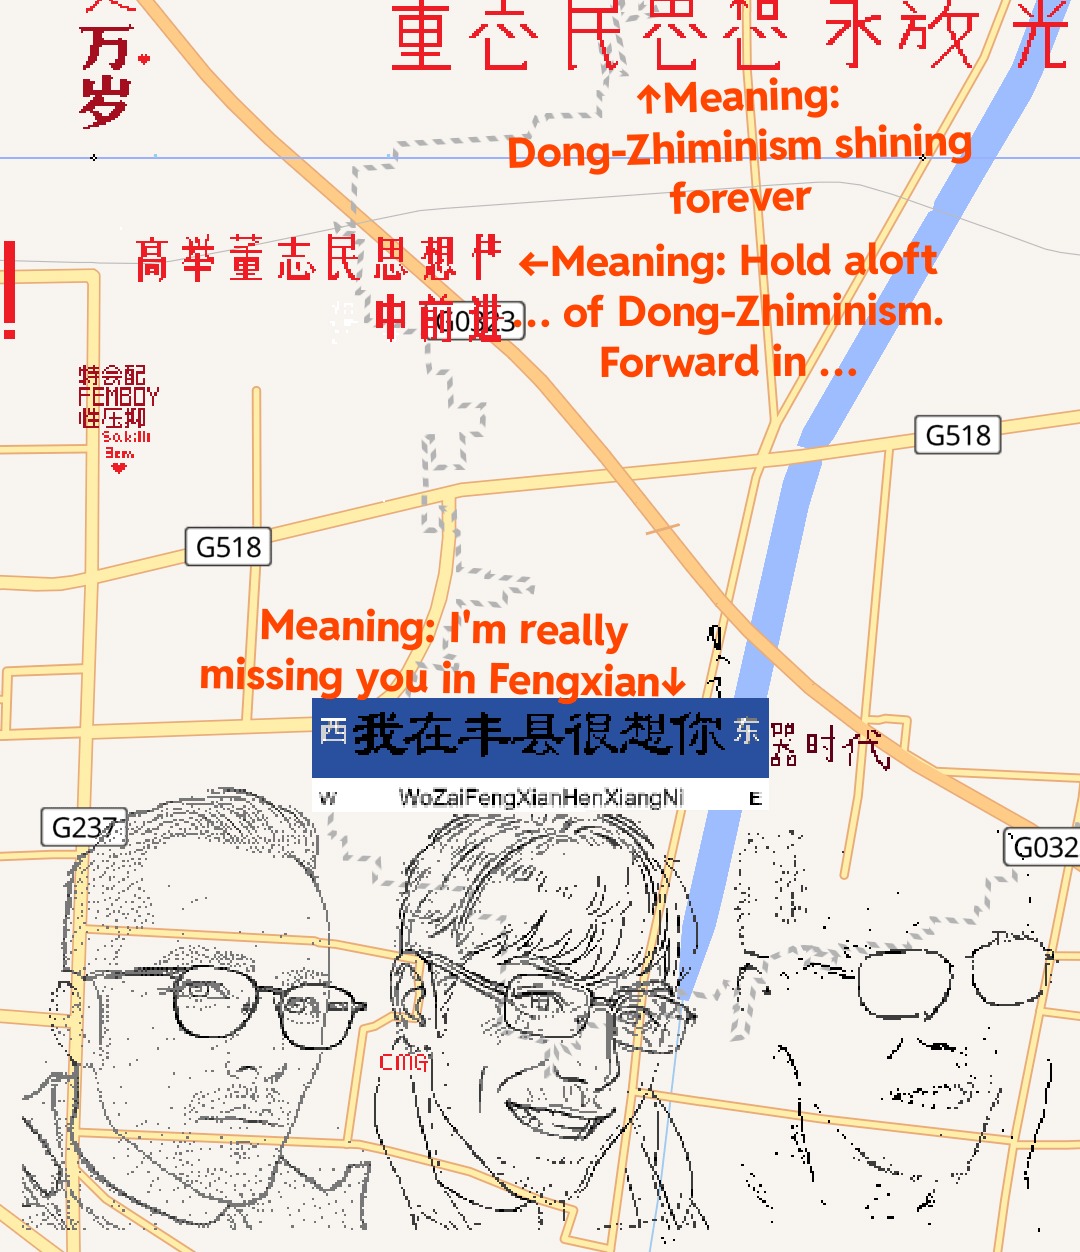 万岁
董志民思想永放光
↑Meaning:
Dong-Zhiminism shining
forever
高举董志民思想
←Meaning: Hold aloft
... of Dong-Zhiminism.
Forward in ...
中前进
G0323
!
特会配
FEMBOY
性压抑
3cm
G518
G518
Meaning: I'm really
missing you in Fengxian↓
西 我在丰县很想你 东
W WoZaiFengXianHenXiangNi E
器时代
G237
G032
CMG